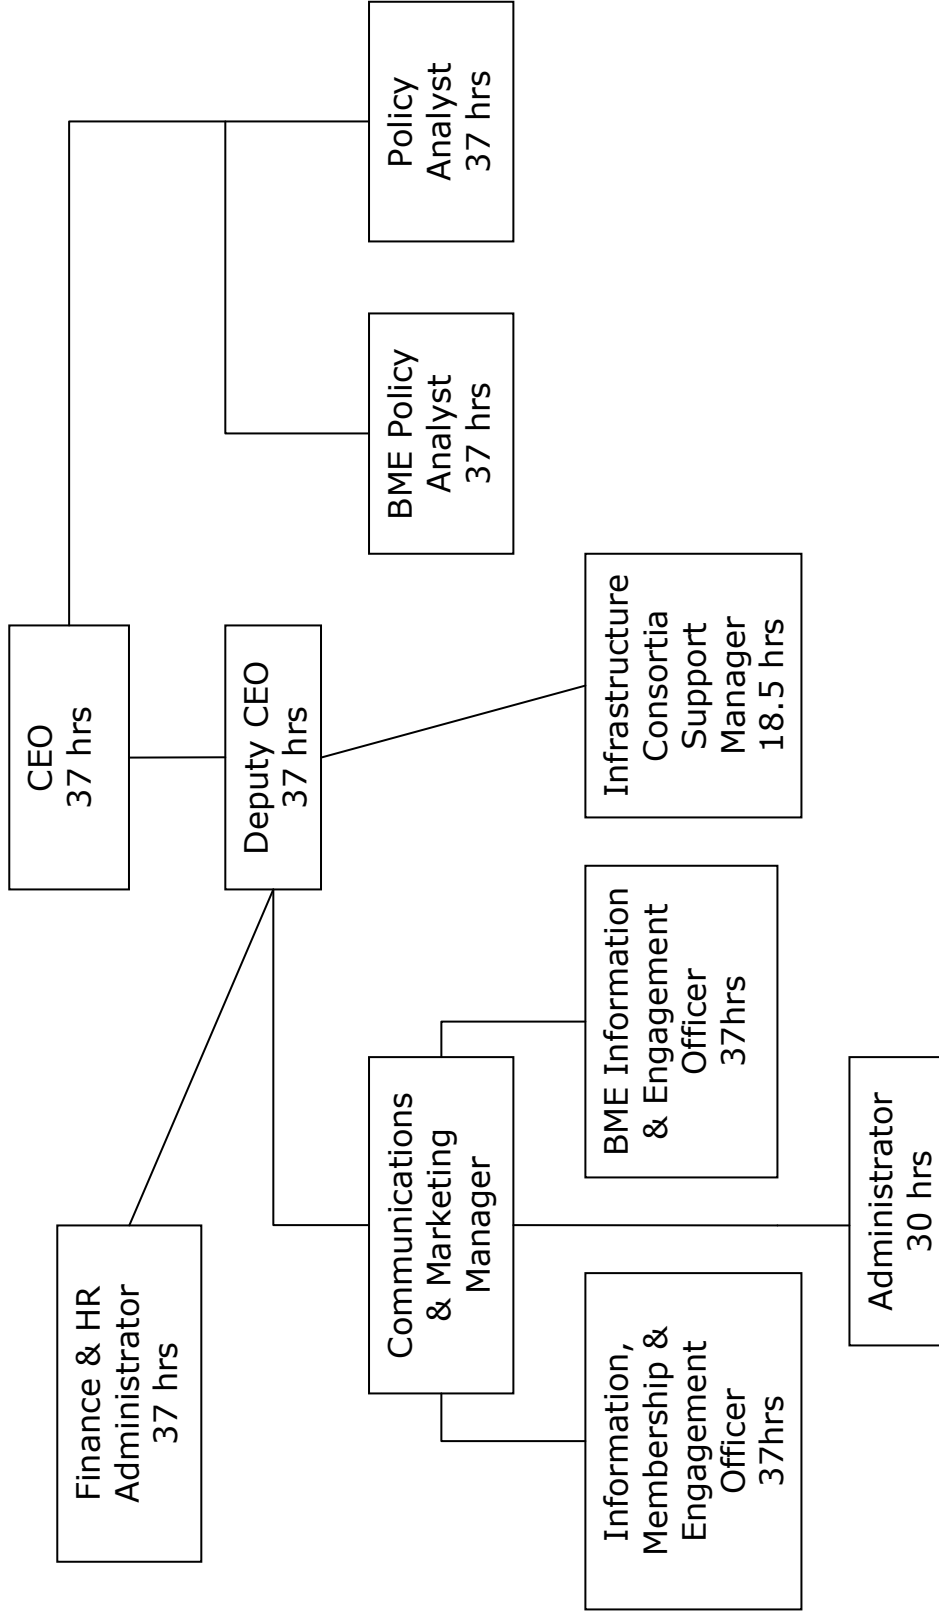 CEO
37 hrs
Finance & HR
Administrator
37 hrs
Deputy CEO
37 hrs
Communications
& Marketing
Manager
BME Policy
Analyst
37 hrs
Policy
Analyst
37 hrs
Information,
Membership &
Engagement
Officer
37hrs
BME Information
& Engagement
Officer
37hrs
Infrastructure
Consortia
Support
Manager
18.5 hrs
Administrator
30 hrs